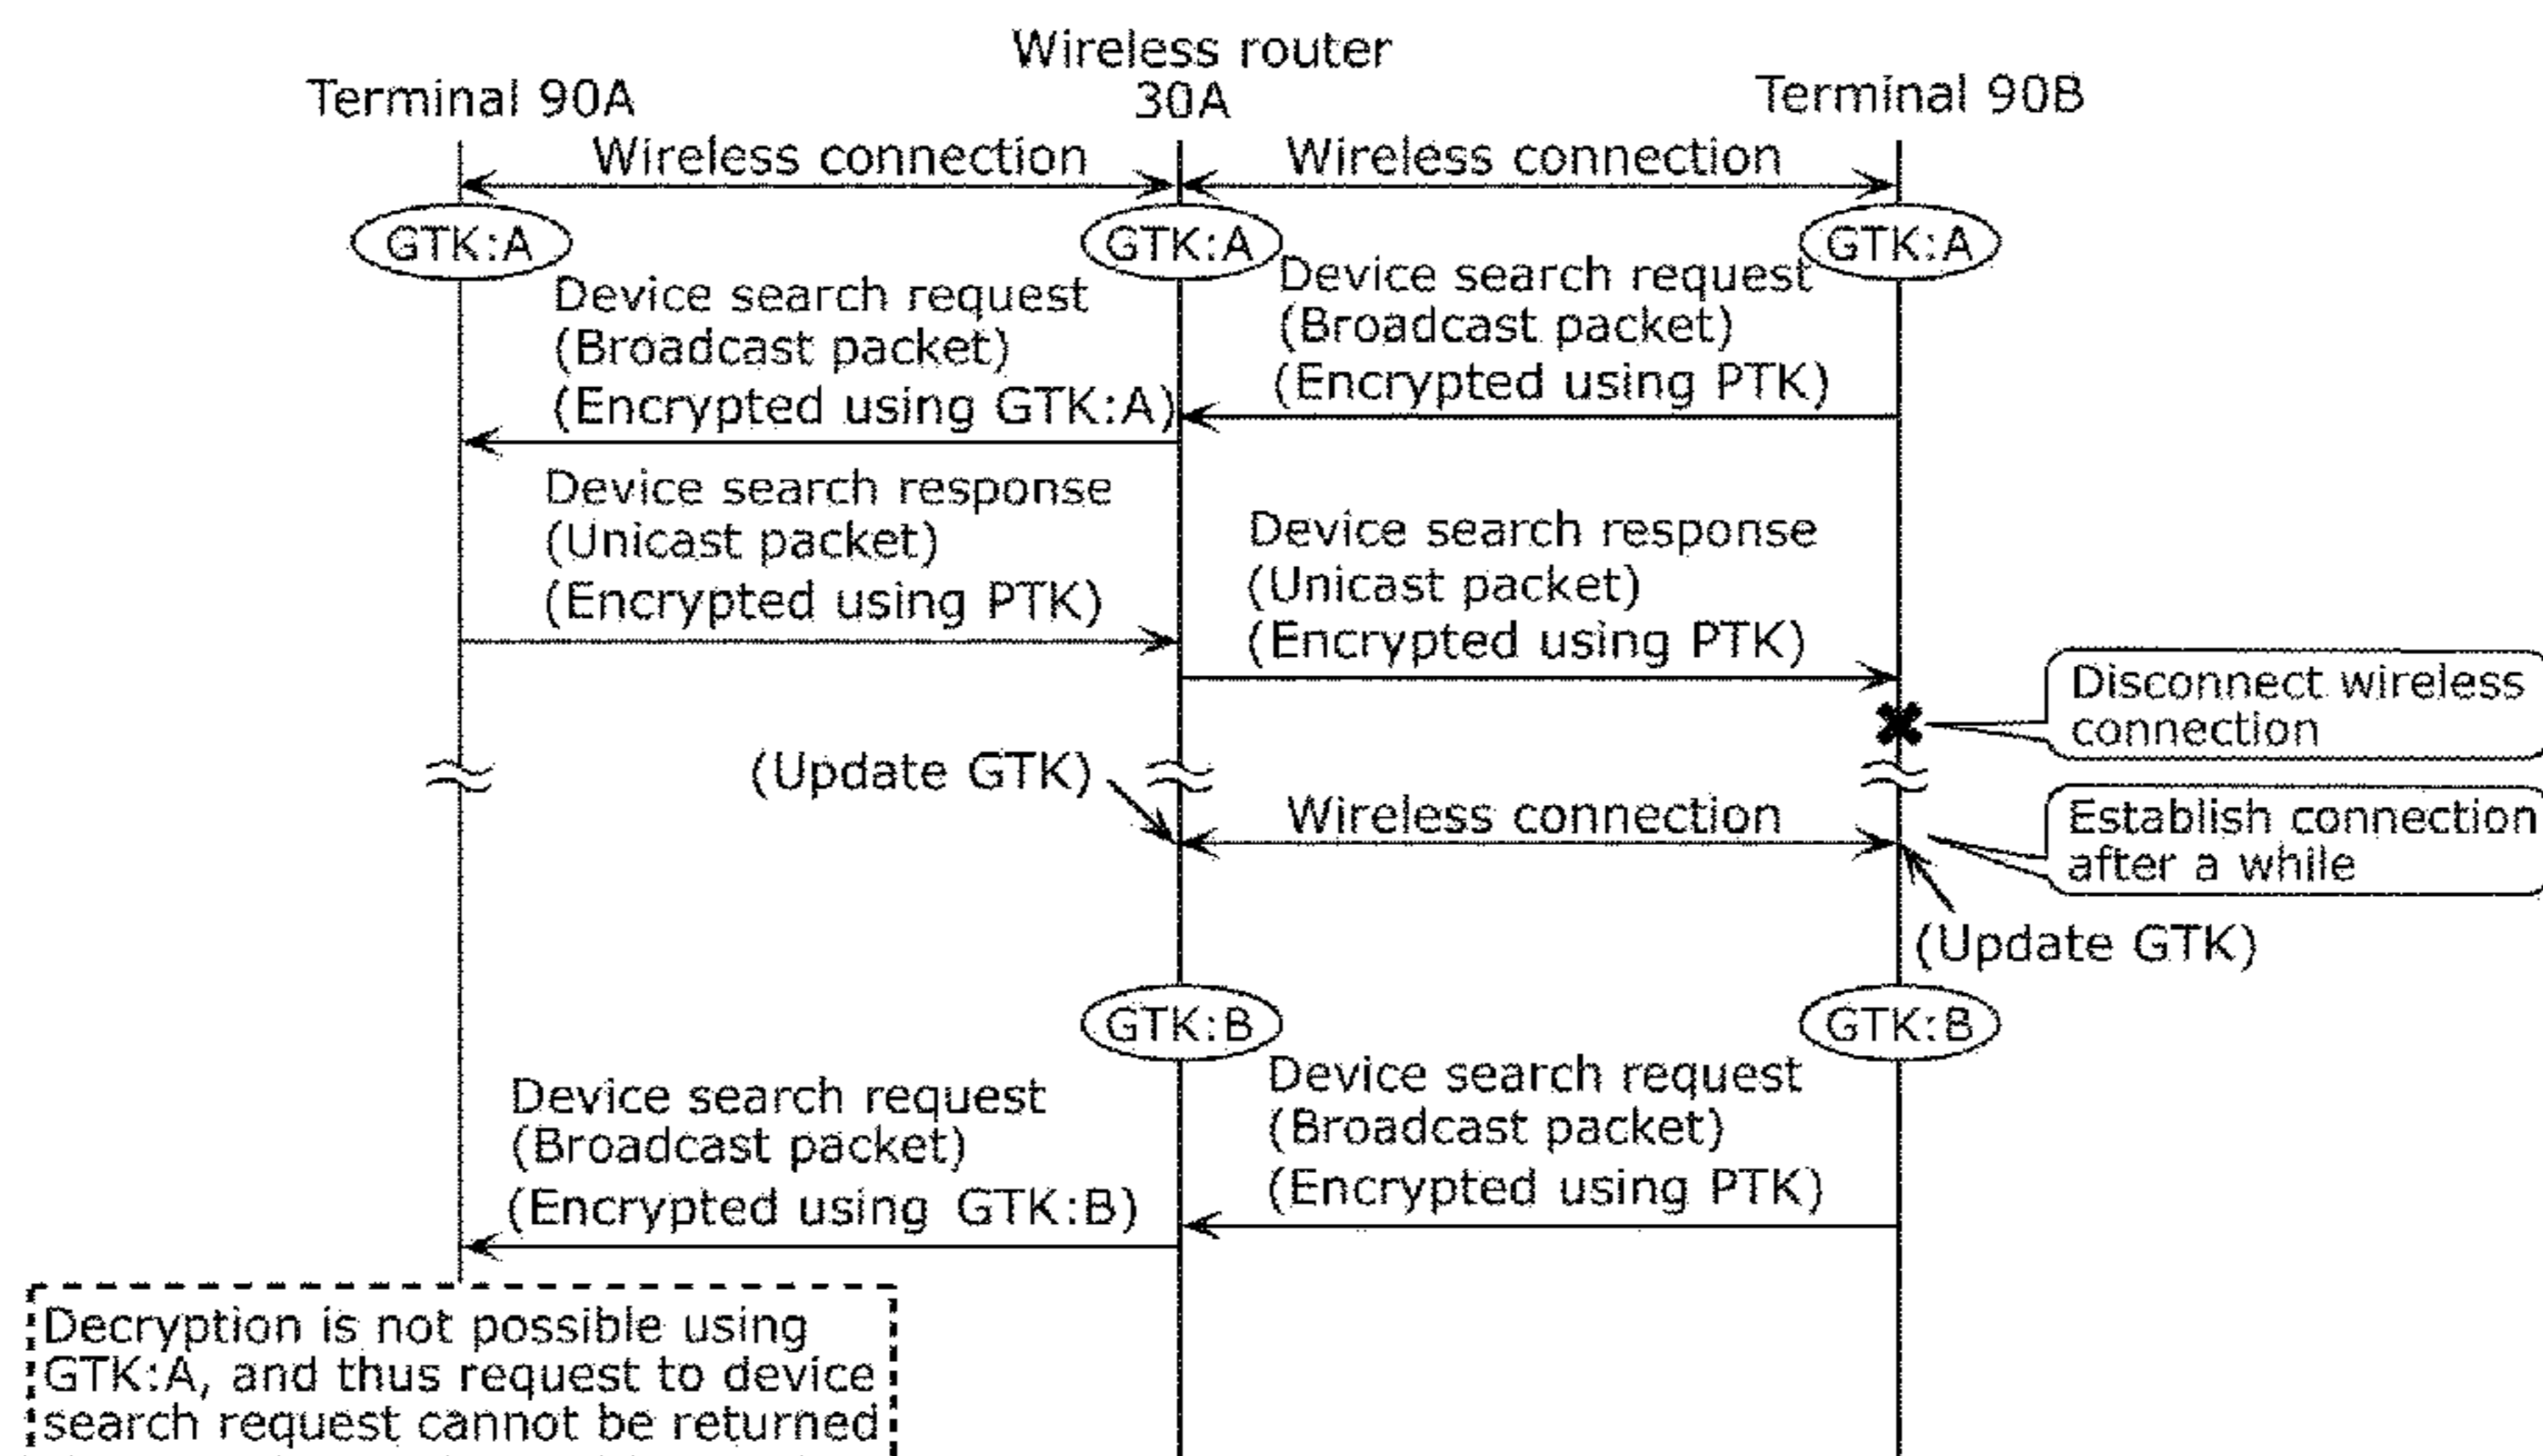 Wireless router
30A
Terminal 90A
Terminal 90B
Wireless connection
Wireless connection
GTK:A
GTK:A
GTK:A
Device search request
(Broadcast packet)
(Encrypted using PTK)
Device search request
(Broadcast packet)
(Encrypted using GTK:A)
Device search response
(Unicast packet)
(Encrypted using PTK)
Device search response
(Unicast packet)
(Encrypted using PTK)
Disconnect wireless
connection
(Update GTK)
Wireless connection
Establish connection
after a while
(Update GTK)
GTK:B
GTK:B
Device search request
(Broadcast packet)
(Encrypted using PTK)
Device search request
(Broadcast packet)
(Encrypted using GTK:B)
Decryption is not possible using
GTK:A, and thus request to device
search request cannot be returned